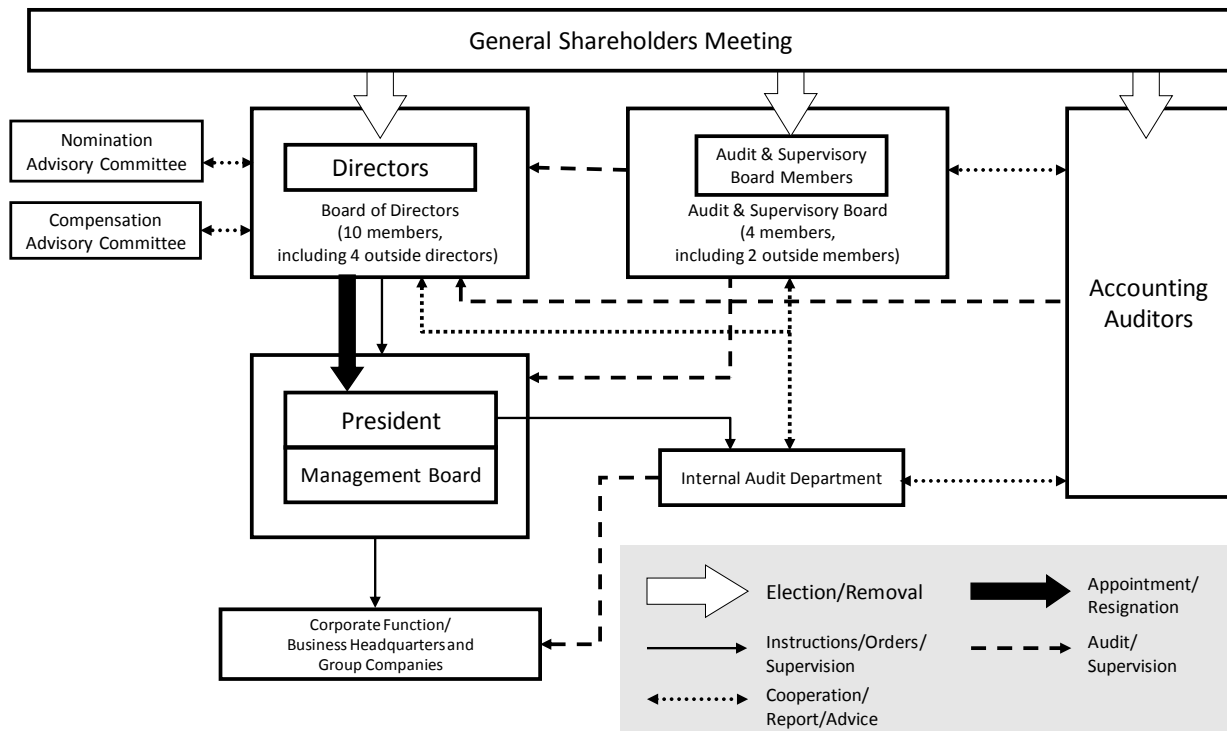 General Shareholders Meeting
Nomination
Advisory Committee
Compensation
Advisory Committee
Directors
Board of Directors
(10 members,
including 4 outside directors)
Audit & Supervisory
Board Members
Audit & Supervisory Board
(4 members,
including 2 outside members)
Accounting
Auditors
President
Management Board
Internal Audit Department
Corporate Function/
Business Headquarters and
Group Companies
Election/Removal
Appointment/
Resignation
Instructions/Orders/
Supervision
Audit/
Supervision
Cooperation/
Report/Advice